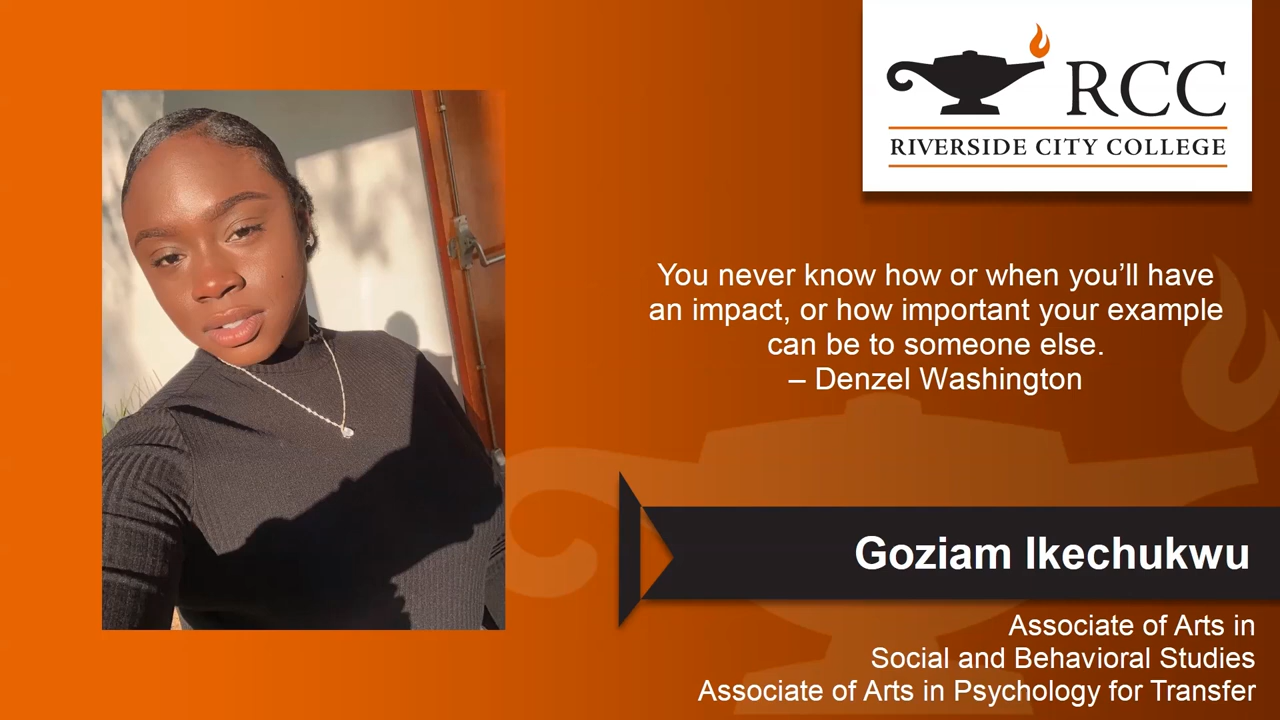 RCC
RIVERSIDE CITY COLLEGE
You never know how or when you’ll have
an impact, or how important your example
can be to someone else.
– Denzel Washington
Goziam Ikechukwu
Associate of Arts in
Social and Behavioral Studies
Associate of Arts in Psychology for Transfer